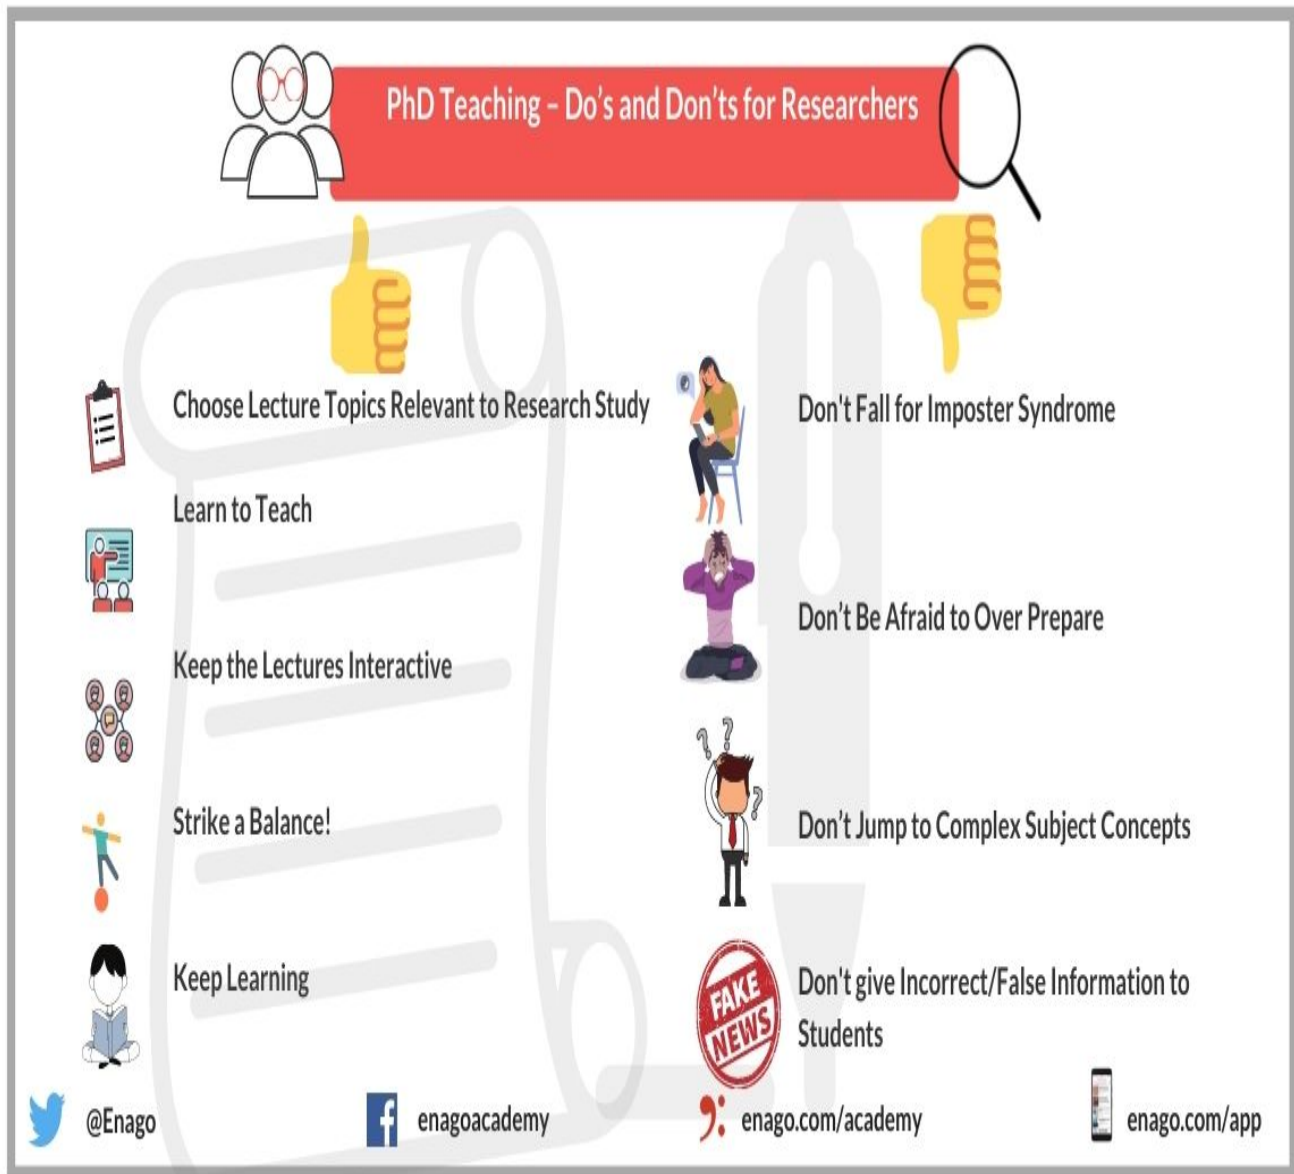 PhD Teaching – Do's and Don'ts for Researchers
Choose Lecture Topics Relevant to Research Study
Learn to Teach
Keep the Lectures Interactive
Strike a Balance!
Keep Learning
Don't Fall for Imposter Syndrome
Don't Be Afraid to Over Prepare
Don't Jump to Complex Subject Concepts
FAKE
NEWS
Don't give Incorrect/False Information to
Students
@Enago
enagoacademy
enago.com/academy
enago.com/app